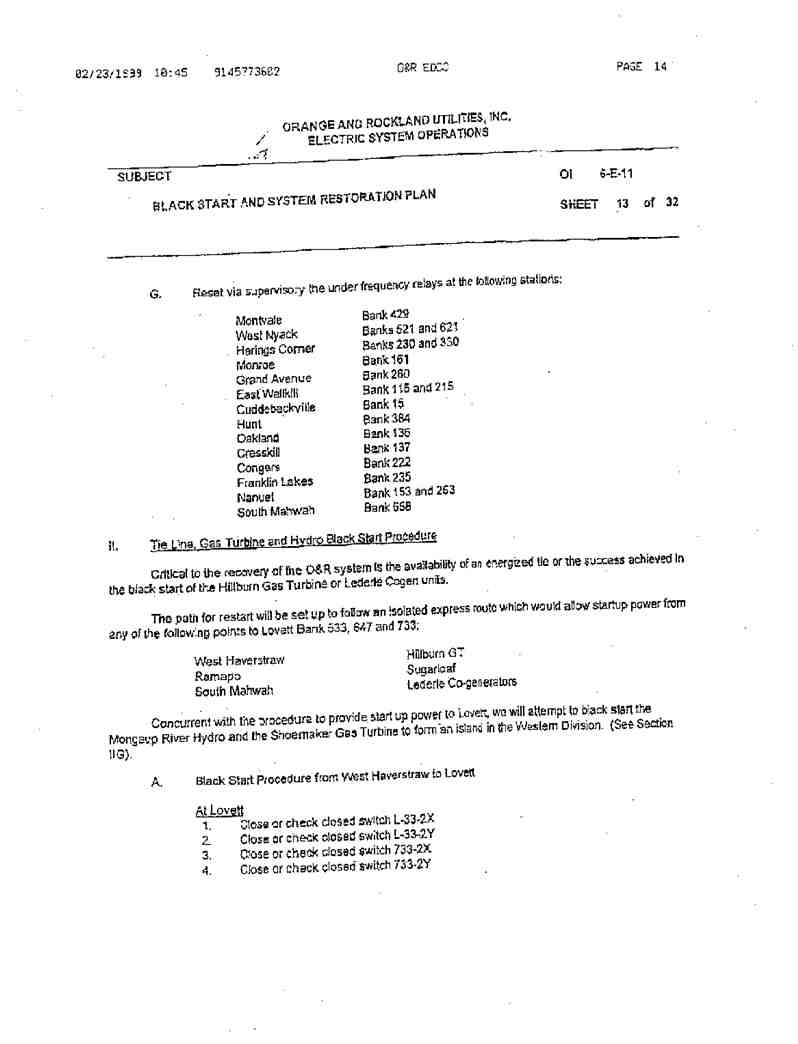 02/23/1999 10:45 9145773602 O&R EDCC PAGE 14
ORANGE AND ROCKLAND UTILITIES, INC.
ELECTRIC SYSTEM OPERATIONS
SUBJECT OI 6-E-11
BLACK START AND SYSTEM RESTORATION PLAN SHEET 13 of 32
G. Reset via supervisory the under frequency relays at the following stations:
Montvale Bank 429
West Nyack Banks 521 and 621
Harings Corner Banks 230 and 330
Monroe Bank 161
Grand Avenue Bank 260
East Wallkill Bank 115 and 215
Cuddebackville Bank 15
Hunt Bank 384
Oakland Bank 136
Cresskill Bank 137
Congers Bank 222
Franklin Lakes Bank 235
Nanuet Bank 153 and 253
South Mahwah Bank 658
II. Tie Line, Gas Turbine and Hydro Black Start Procedure
Critical to the recovery of the O&R system is the availability of an energized tie or the success achieved in
the black start of the Hillburn Gas Turbine or Lederle Cogen units.
The path for restart will be set up to follow an isolated express route which would allow startup power from
any of the following points to Lovett Bank 533, 647 and 733:
West Haverstraw Hillburn GT
Ramapo Sugarloaf
South Mahwah Lederle Co-generators
Concurrent with the procedure to provide start up power to Lovett, we will attempt to black start the
Mongaup River Hydro and the Shoemaker Gas Turbine to form an island in the Western Division. (See Section
IIG).
A. Black Start Procedure from West Haverstraw to Lovett
At Lovett
1. Close or check closed switch L-33-2X
2. Close or check closed switch L-33-2Y
3. Close or check closed switch 733-2X
4. Close or check closed switch 733-2Y